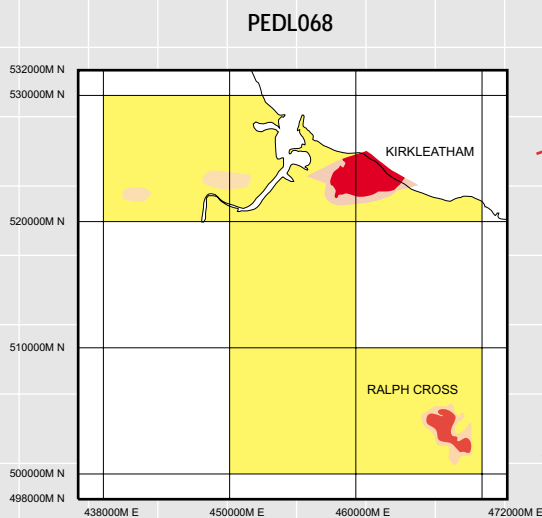 PEDL068
532000M N
530000M N
KIRKLEATHAM
520000M N
510000M N
RALPH CROSS
500000M N
498000M N
438000M E 450000M E 460000M E 472000M E